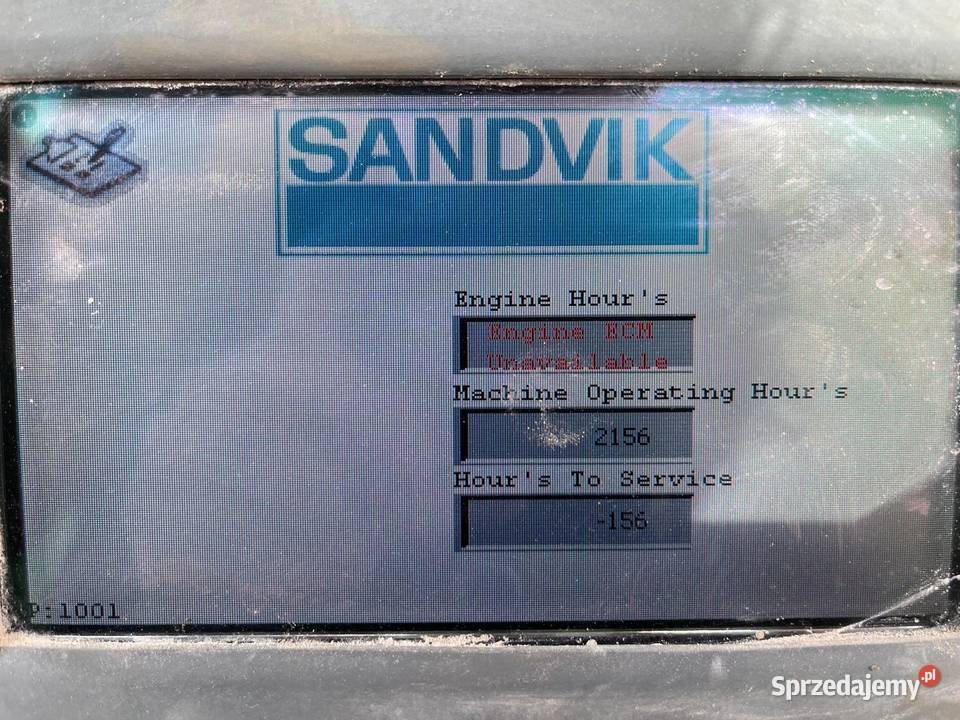 SANDVIK
Engine Hour's
Engine ECM
Unavailable
Machine Operating Hour's
2156
Hour's To Service
-156
P:1001
Sprzedajemy.pl